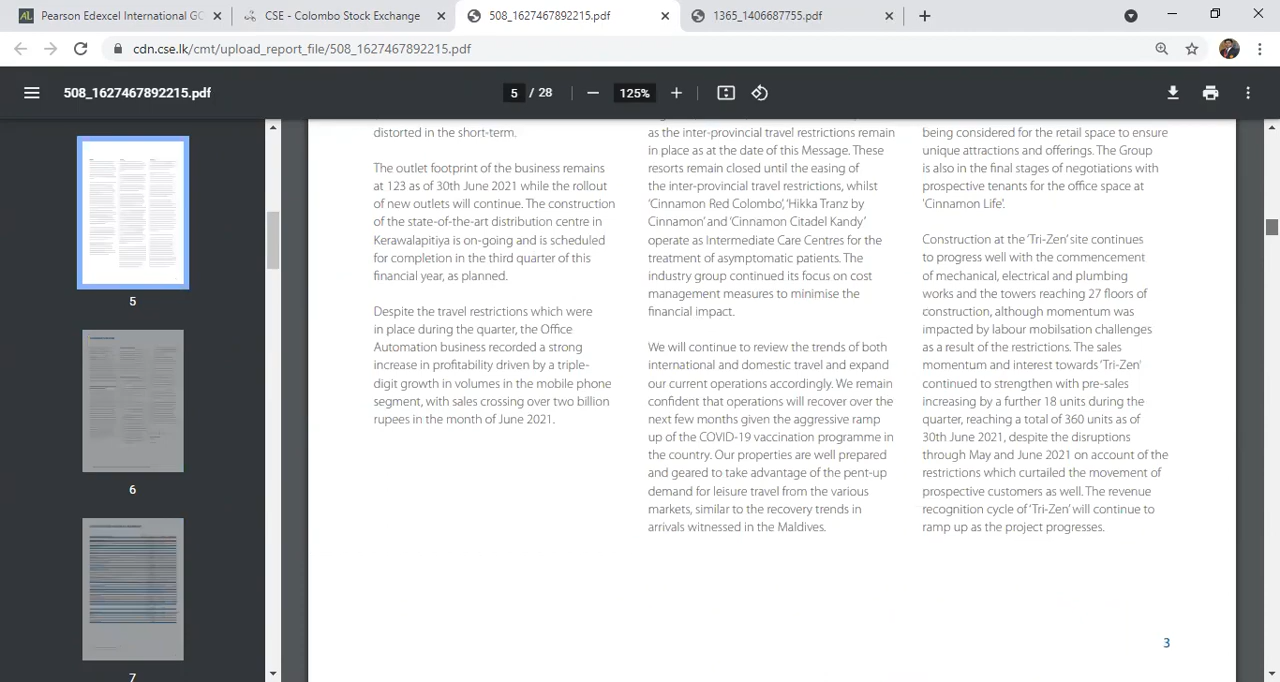 Pearson Edexcel International GC
CSE - Colombo Stock Exchange
508_1627467892215.pdf
cdn.cse.lk/cmt/upload_report_file/508_1627467892215.pdf
508_1627467892215.pdf
5 / 28
125%
5
6
7
distorted in the short-term.
The outlet footprint of the business remains
at 123 as of 30th June 2021 while the rollout
of new outlets will continue. The construction
of the state-of-the-art distribution centre in
Kerawalapitiya is on-going and is scheduled
for completion in the third quarter of this
financial year, as planned.
Despite the travel restrictions which were
in place during the quarter, the Office
Automation business recorded a strong
increase in profitability driven by a triple-
digit growth in volumes in the mobile phone
segment, with sales crossing over two billion
rupees in the month of June 2021.
as the inter-provincial travel restrictions remain
in place as at the date of this Message. These
resorts remain closed until the easing of
the inter-provincial travel restrictions, whilst
'Cinnamon Red Colombo', 'Hikka Tranz by
Cinnamon' and 'Cinnamon Citadel Kandy'
operate as Intermediate Care Centres for the
treatment of asymptomatic patients. The
industry group continued its focus on cost
management measures to minimise the
financial impact.
We will continue to review the trends of both
international and domestic travel and expand
our current operations accordingly. We remain
confident that operations will recover over the
next few months given the aggressive ramp
up of the COVID-19 vaccination programme in
the country. Our properties are well prepared
and geared to take advantage of the pent-up
demand for leisure travel from the various
markets, similar to the recovery trends in
arrivals witnessed in the Maldives.
being considered for the retail space to ensure
unique attractions and offerings. The Group
is also in the final stages of negotiations with
prospective tenants for the office space at
'Cinnamon Life'.
Construction at the 'Tri-Zen' site continues
to progress well with the commencement
of mechanical, electrical and plumbing
works and the towers reaching 27 floors of
construction, although momentum was
impacted by labour mobilisation challenges
as a result of the restrictions. The sales
momentum and interest towards 'Tri-Zen'
continued to strengthen with pre-sales
increasing by a further 18 units during the
quarter, reaching a total of 360 units as of
30th June 2021, despite the disruptions
through May and June 2021 on account of the
restrictions which curtailed the movement of
prospective customers as well. The revenue
recognition cycle of 'Tri-Zen' will continue to
ramp up as the project progresses.
3